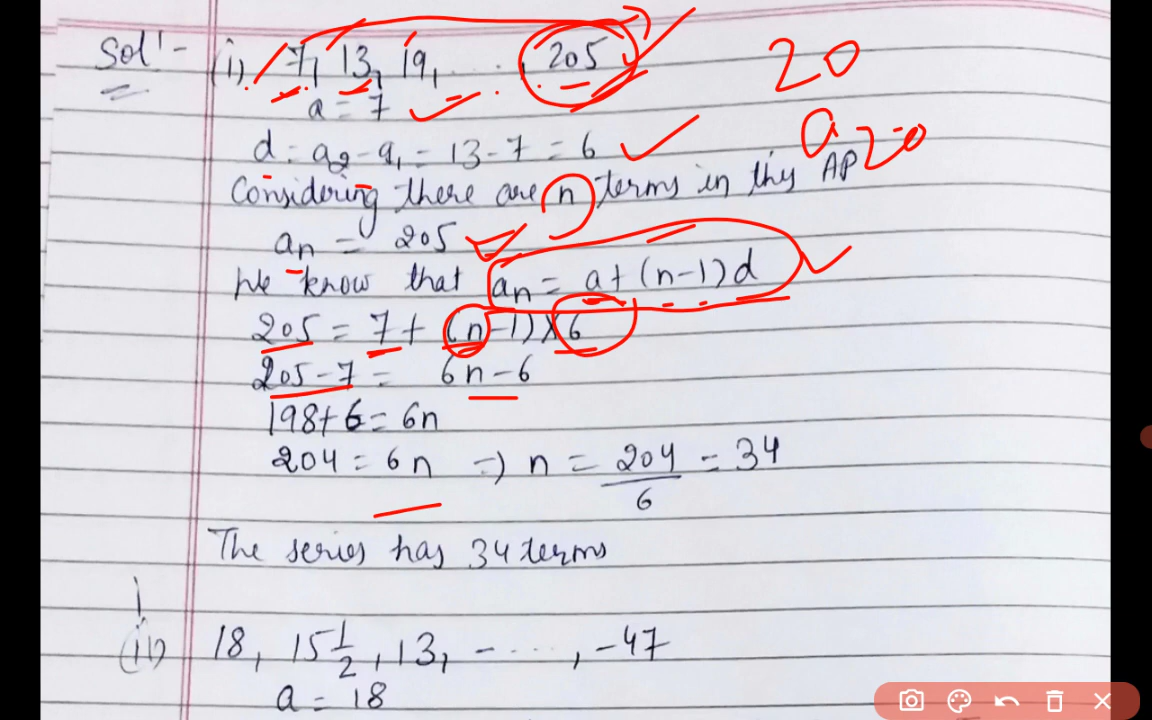 Sol':- (i) 7, 13, 19, ...., 205 20
a = 7
d = a2 - a1 = 13 - 7 = 6 a20
Considering there are n terms in this AP
an = 205
We know that an = a + (n-1)d
205 = 7 + (n-1) × 6
205 - 7 = 6n - 6
198 + 6 = 6n
204 = 6n => n = 204/6 = 34
The series has 34 terms
(ii) 18, 15 1/2, 13, - ...., -47
a = 18